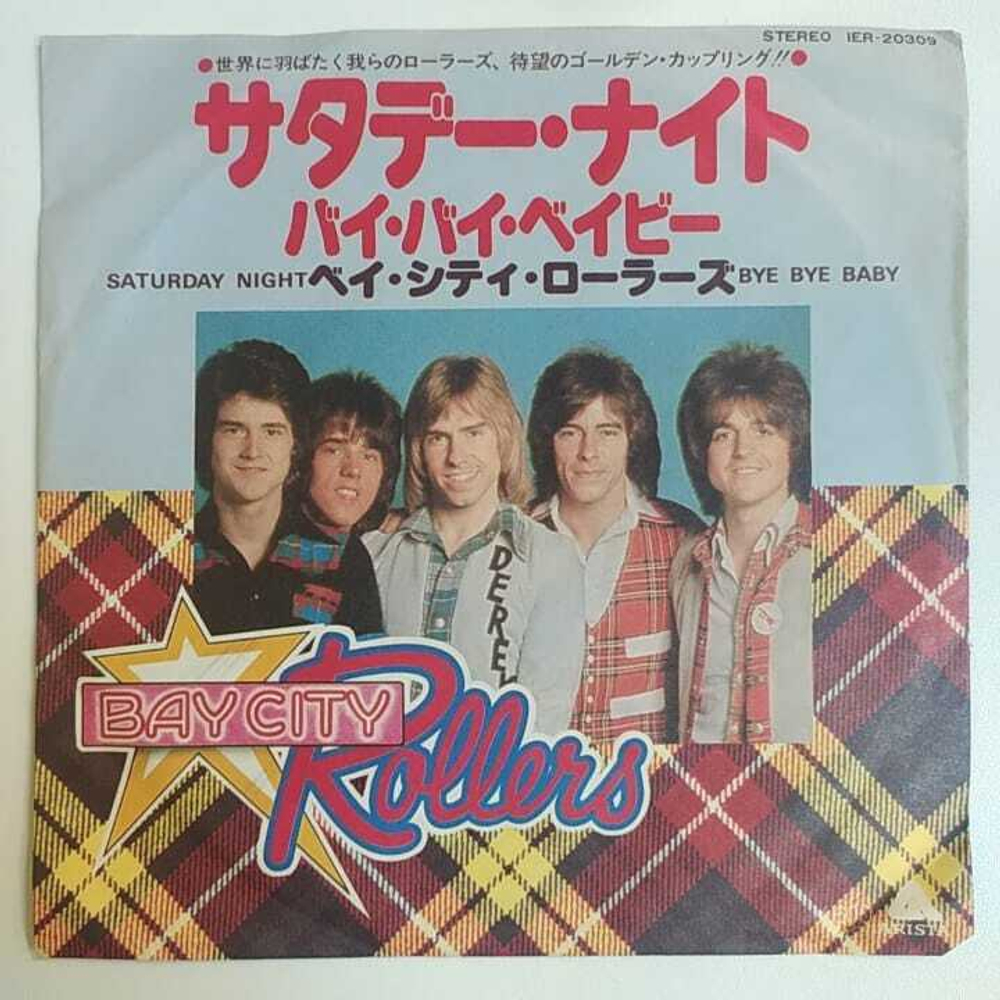 STEREO IER-20309
●世界に羽ばたく我らのローラーズ、待望のゴールデン・カップリング!!●
サタデー・ナイト
バイ・バイ・ベイビー
SATURDAY NIGHT ベイ・シティ・ローラーズ BYE BYE BABY
DEREK
BAY CITY
Rollers
ARISTA